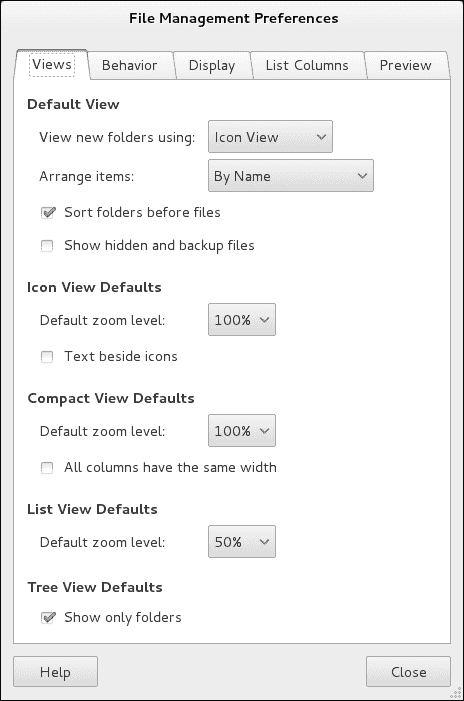 File Management Preferences
Views Behavior Display List Columns Preview
Default View
View new folders using: Icon View
Arrange items: By Name
Sort folders before files
Show hidden and backup files
Icon View Defaults
Default zoom level: 100%
Text beside icons
Compact View Defaults
Default zoom level: 100%
All columns have the same width
List View Defaults
Default zoom level: 50%
Tree View Defaults
Show only folders
Help Close